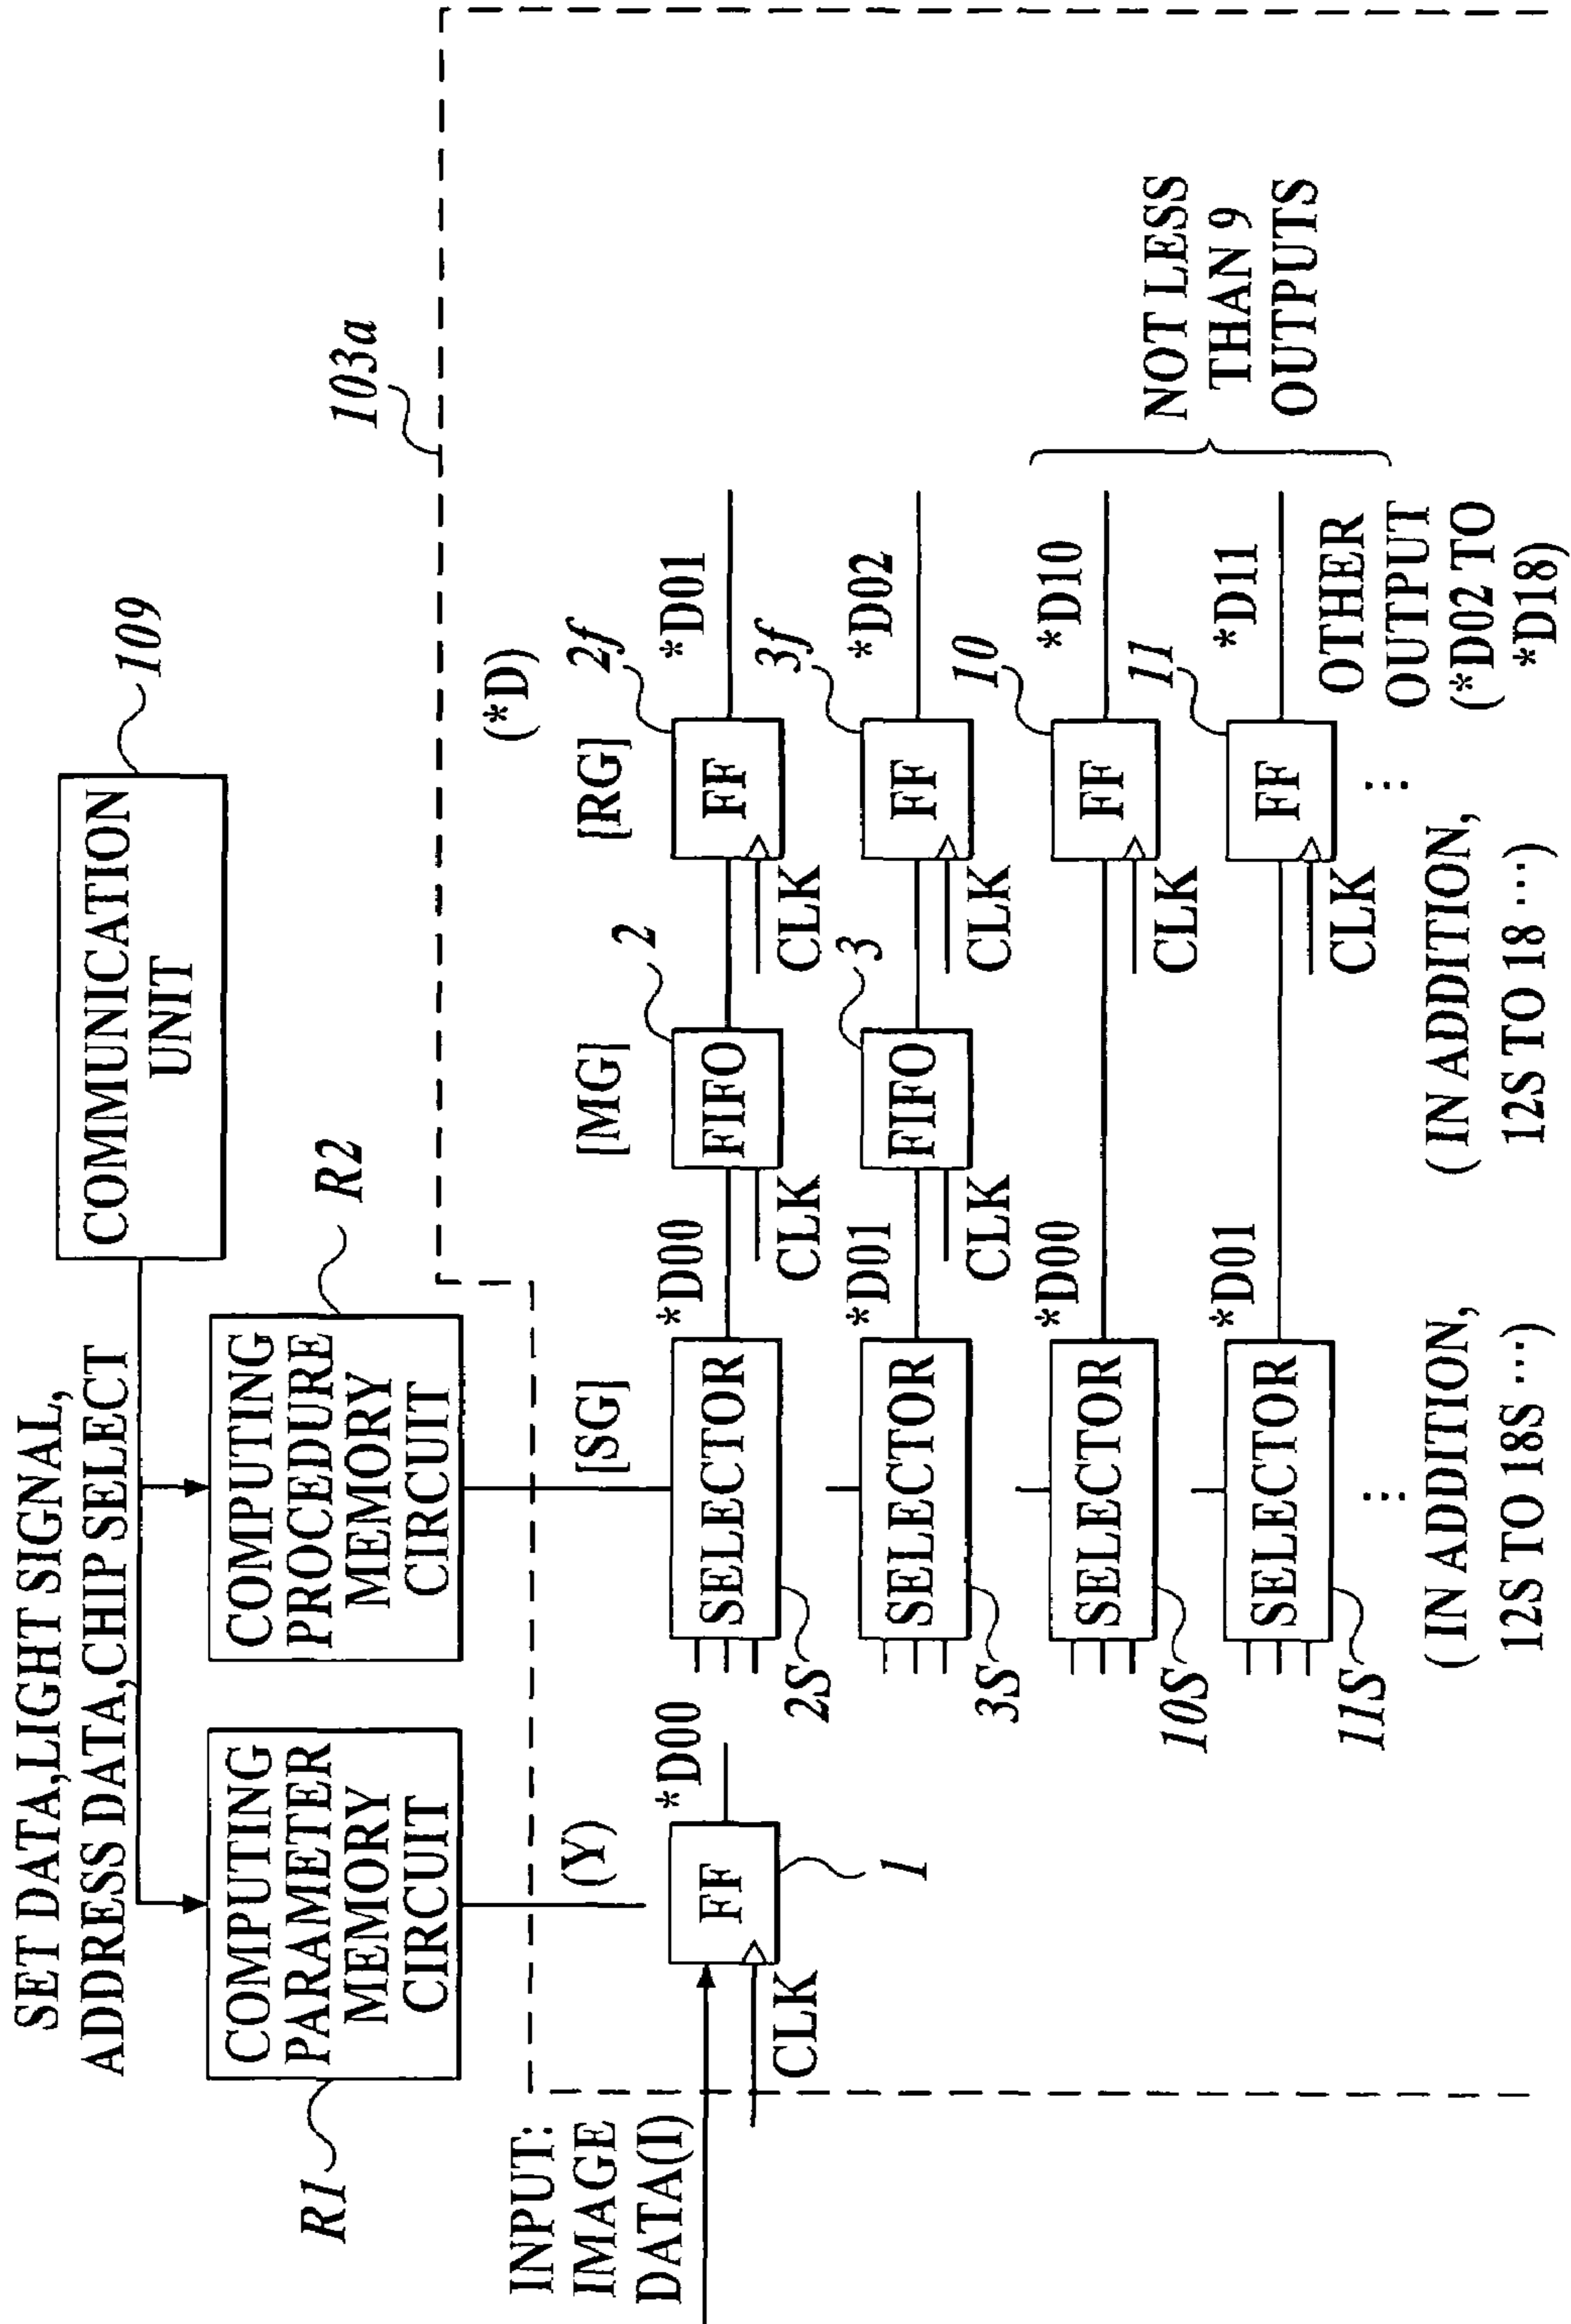 SET DATA,LIGHT SIGNAL,
ADDRESS DATA,CHIP SELECT
COMMUNICATION
UNIT
109
R1
COMPUTING
PARAMETER
MEMORY
CIRCUIT
COMPUTING
PROCEDURE
MEMORY
CIRCUIT
R2
103a
INPUT:
IMAGE
DATA(I)
(Y)
[SG]
[MG]
[RG]
(*D)
FF
CLK
1
*D00
SELECTOR
2S
*D00
FIFO
CLK
2
FF
CLK
2f
*D01
SELECTOR
3S
*D01
FIFO
CLK
3
FF
CLK
3f
*D02
SELECTOR
10S
*D00
FF
CLK
10
*D10
SELECTOR
11S
*D01
FF
CLK
11
*D11
NOT LESS
THAN 9
OUTPUTS
OTHER
OUTPUT
(*D02 TO
*D18)
...
...
( IN ADDITION,
12S TO 18S ...)
( IN ADDITION,
12S TO 18 ...)